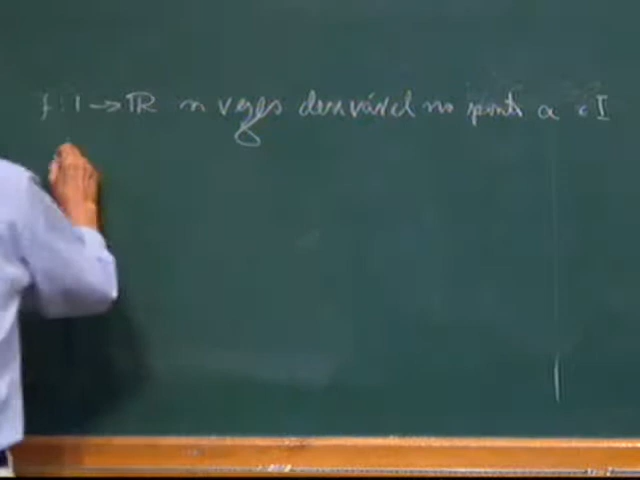 f: I → ℝ n vezes derivável no ponto a ∈ I